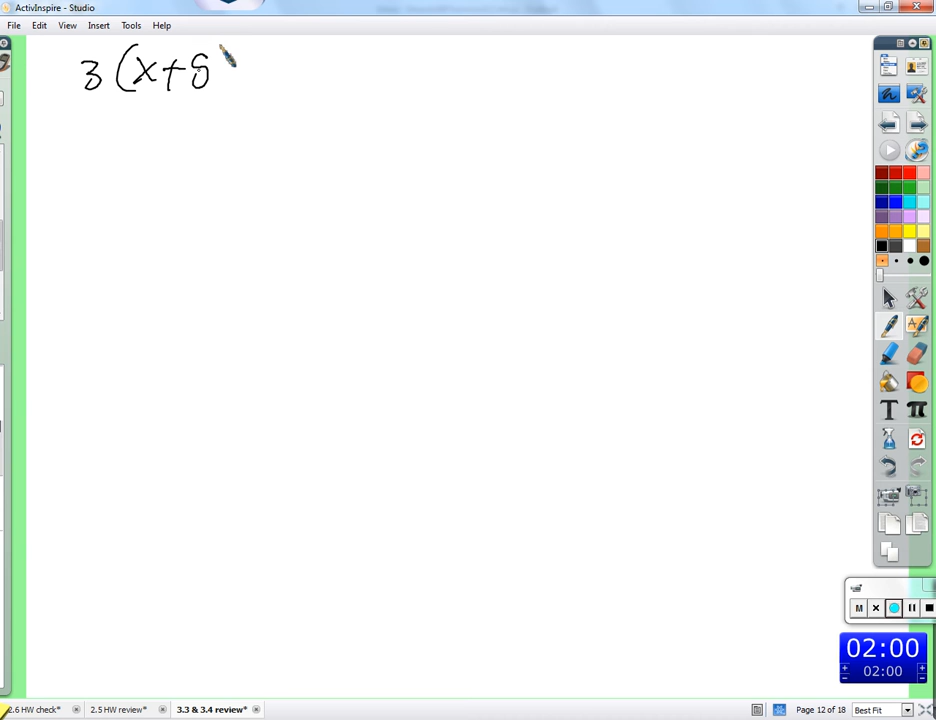 ActivInspire - Studio
File Edit View Insert Tools Help
3 (x+8
M
02:00
02:00
2.6 HW check* 2.5 HW review* 3.3 & 3.4 review* Page 12 of 18 Best Fit